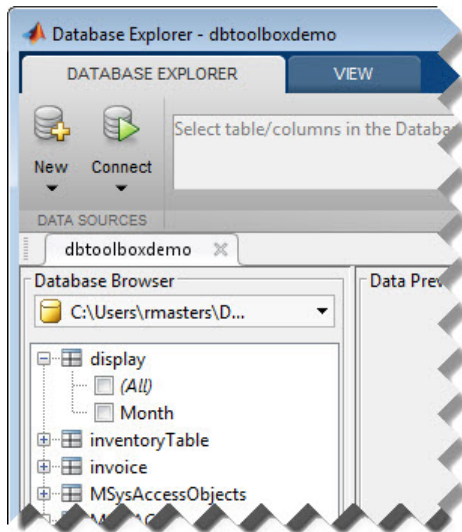 Database Explorer - dbtoolboxdemo
DATABASE EXPLORER VIEW
Select table/columns in the Databa
New Connect
DATA SOURCES
dbtoolboxdemo
Database Browser Data Prev
C:\Users\rmasters\D...
display
(All)
Month
inventoryTable
invoice
MSysAccessObjects